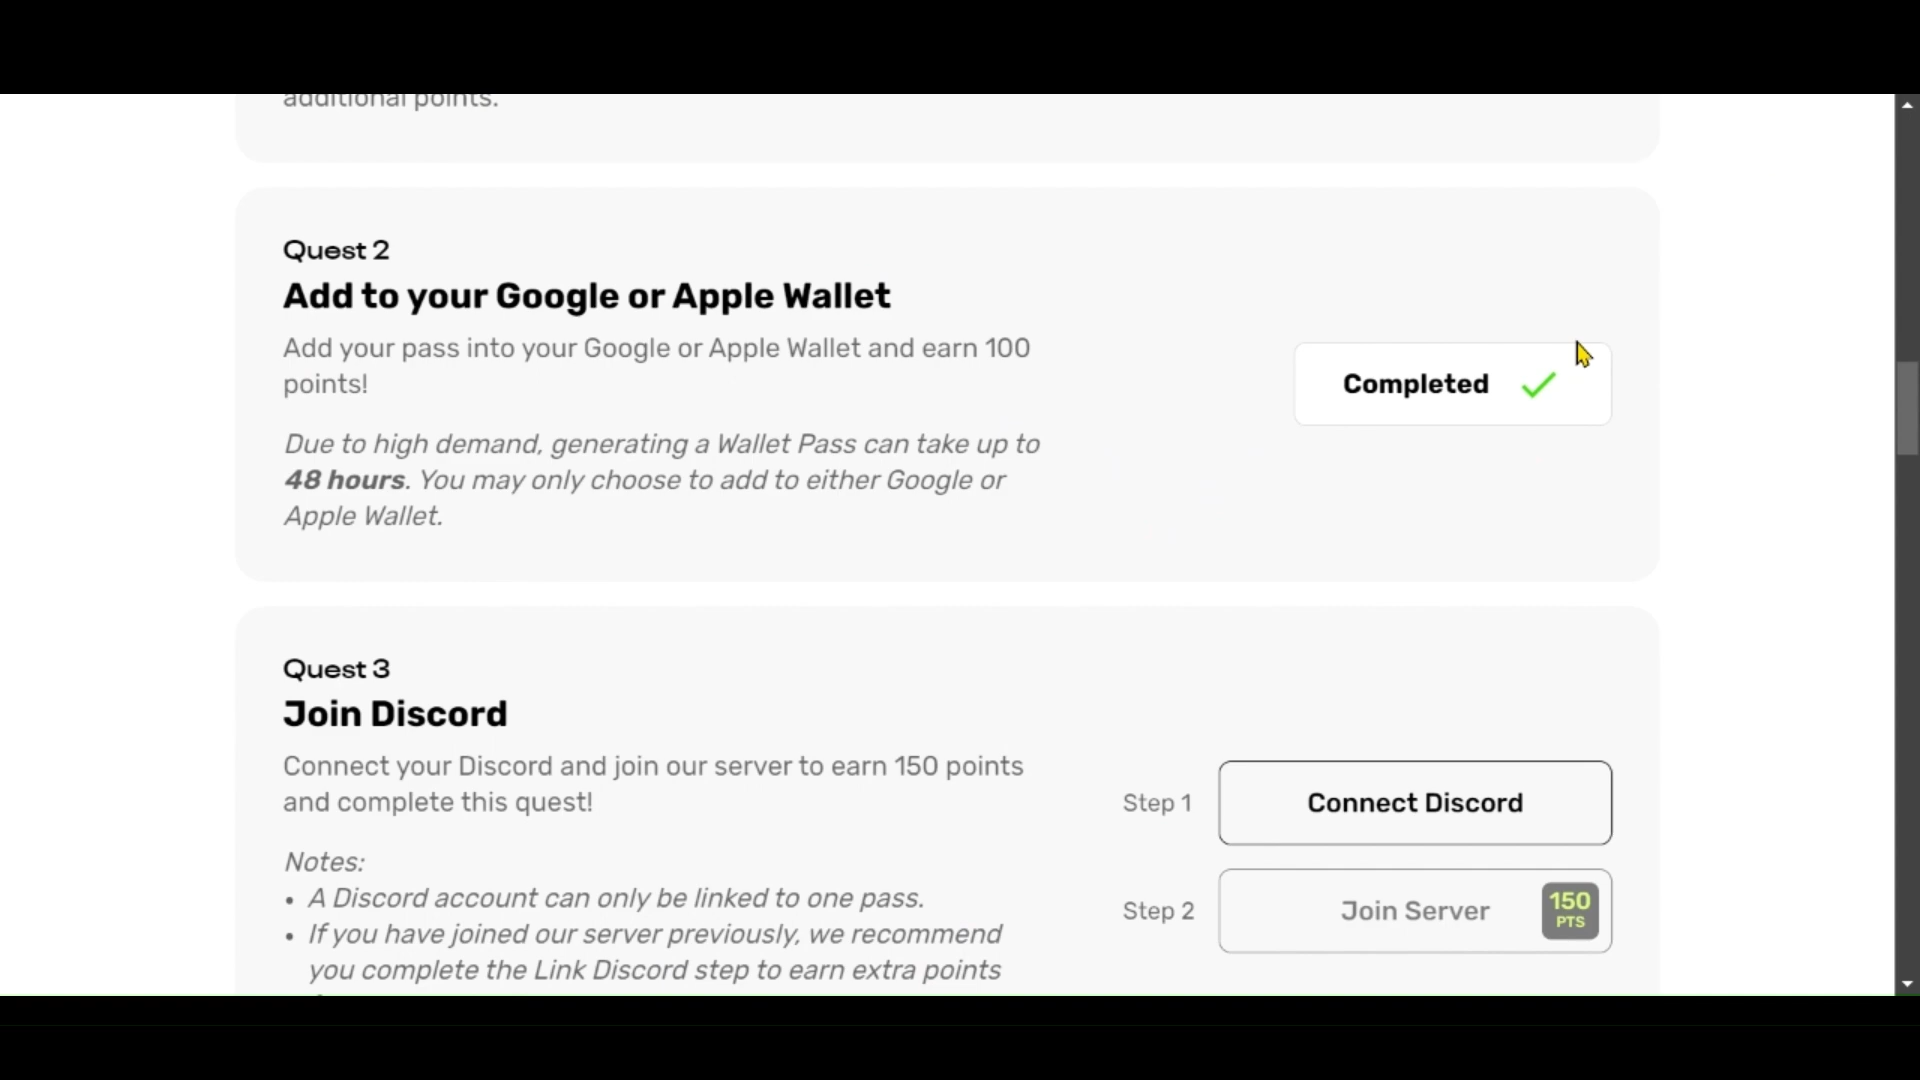 additional points.
Quest 2
Add to your Google or Apple Wallet
Add your pass into your Google or Apple Wallet and earn 100
points!
Due to high demand, generating a Wallet Pass can take up to
48 hours. You may only choose to add to either Google or
Apple Wallet.
Completed
Quest 3
Join Discord
Connect your Discord and join our server to earn 150 points
and complete this quest!
Notes:
• A Discord account can only be linked to one pass.
• If you have joined our server previously, we recommend
you complete the Link Discord step to earn extra points
Step 1
Connect Discord
Step 2
Join Server
150
PTS